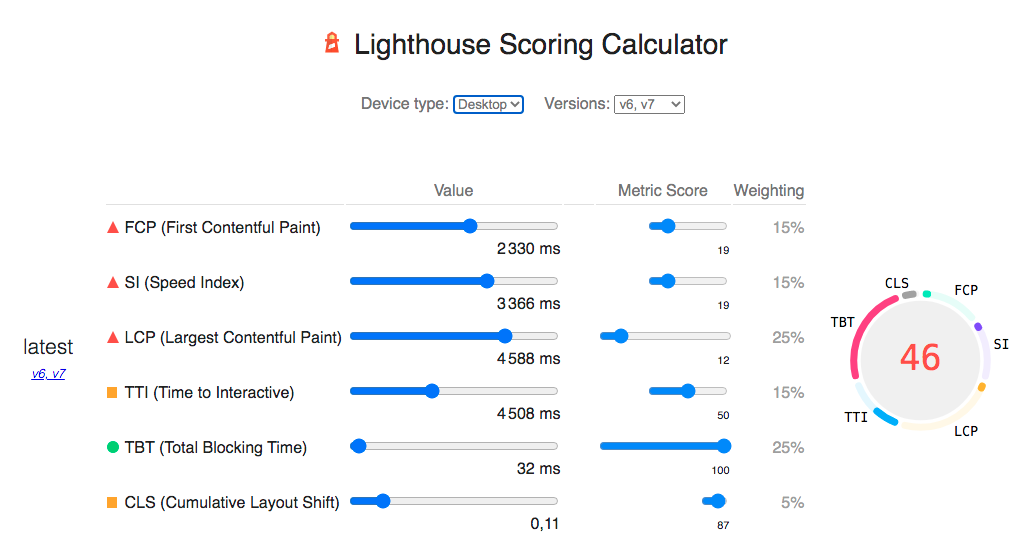 Lighthouse Scoring Calculator
Device type: Desktop Versions: v6, v7
Value Metric Score Weighting
FCP (First Contentful Paint) 15%
2 330 ms 19
SI (Speed Index) 15%
3 366 ms 19
LCP (Largest Contentful Paint) 25%
4 588 ms 12
TTI (Time to Interactive) 15%
4 508 ms 50
TBT (Total Blocking Time) 25%
32 ms 100
CLS (Cumulative Layout Shift) 5%
0,11 87
latest
v6, v7
CLS
FCP
TBT
SI
46
TTI
LCP